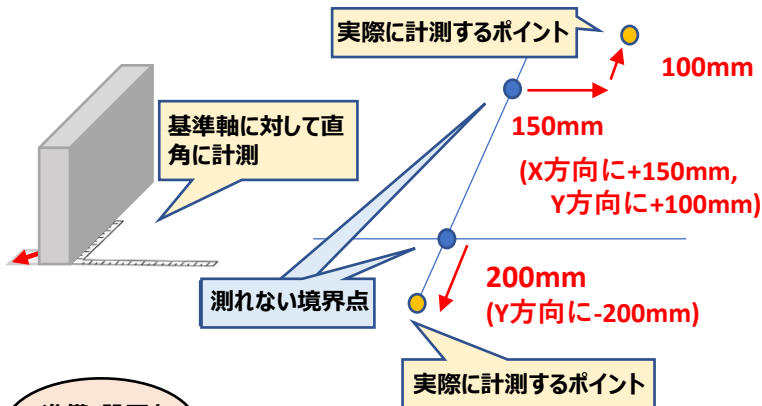 実際に計測するポイント
100mm
基準軸に対して直
角に計測
150mm
(X方向に+150mm,
Y方向に+100mm)
測れない境界点
200mm
(Y方向に-200mm)
実際に計測するポイント